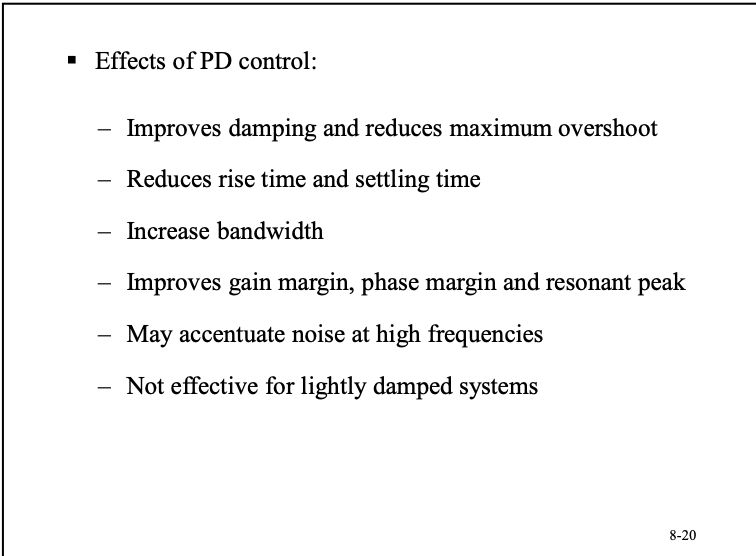 ▪ Effects of PD control:
– Improves damping and reduces maximum overshoot
– Reduces rise time and settling time
– Increase bandwidth
– Improves gain margin, phase margin and resonant peak
– May accentuate noise at high frequencies
– Not effective for lightly damped systems
8-20